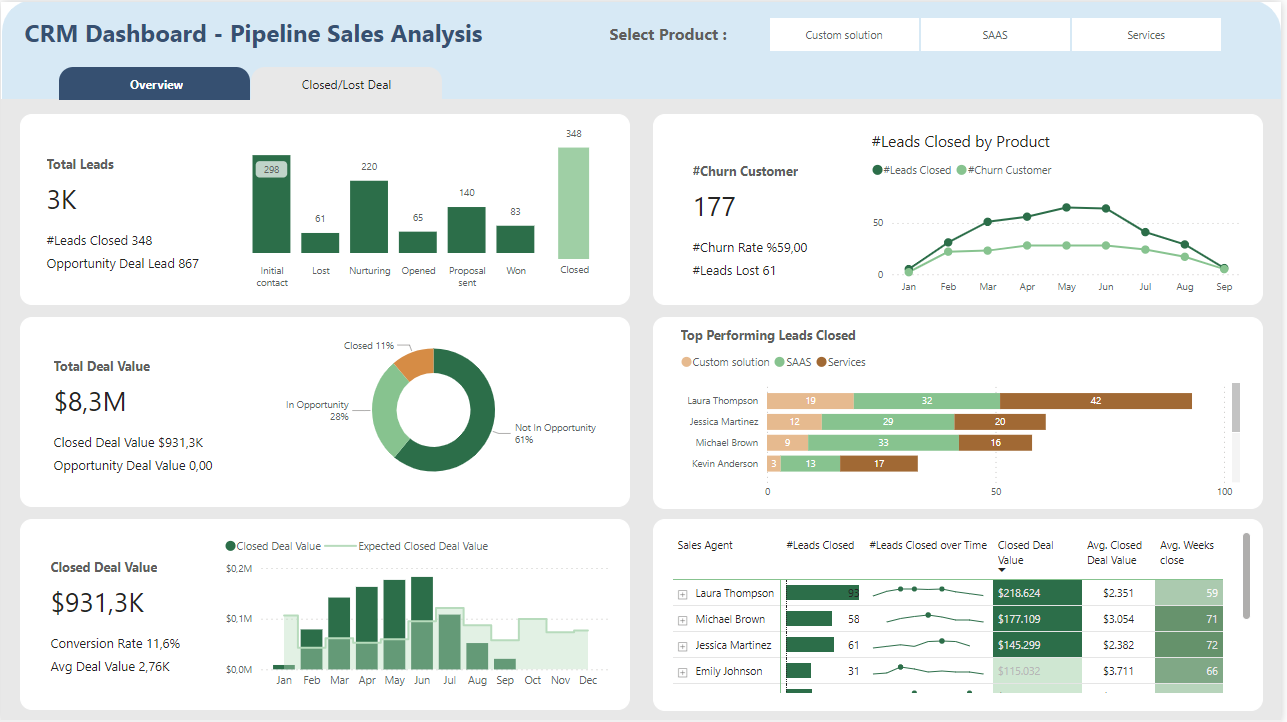 CRM Dashboard - Pipeline Sales Analysis
Select Product :
Custom solution
SAAS
Services
Overview
Closed/Lost Deal
Total Leads
3K
#Leads Closed 348
Opportunity Deal Lead 867
298
61
220
65
140
83
348
Initial
contact
Lost
Nurturing
Opened
Proposal
sent
Won
Closed
#Churn Customer
177
#Churn Rate %59,00
#Leads Lost 61
#Leads Closed by Product
#Leads Closed
#Churn Customer
50
0
Jan
Feb
Mar
Apr
May
Jun
Jul
Aug
Sep
Total Deal Value
$8,3M
Closed Deal Value $931,3K
Opportunity Deal Value 0,00
Closed 11%
In Opportunity
28%
Not In Opportunity
61%
Top Performing Leads Closed
Custom solution
SAAS
Services
Laura Thompson 19 32 42
Jessica Martinez 12 29 20
Michael Brown 9 33 16
Kevin Anderson 3 13 17
0
50
100
Closed Deal Value
$931,3K
Conversion Rate 11,6%
Avg Deal Value 2,76K
Closed Deal Value
Expected Closed Deal Value
$0,2M
$0,1M
$0,0M
Jan
Feb
Mar
Apr
May
Jun
Jul
Aug
Sep
Oct
Nov
Dec
Sales Agent
#Leads Closed
#Leads Closed over Time
Closed Deal
Value
Avg. Closed
Deal Value
Avg. Weeks
close
Laura Thompson 93 $218.624 $2.351 59
Michael Brown 58 $177.109 $3.054 71
Jessica Martinez 61 $145.299 $2.382 72
Emily Johnson 31 $115.032 $3.711 66